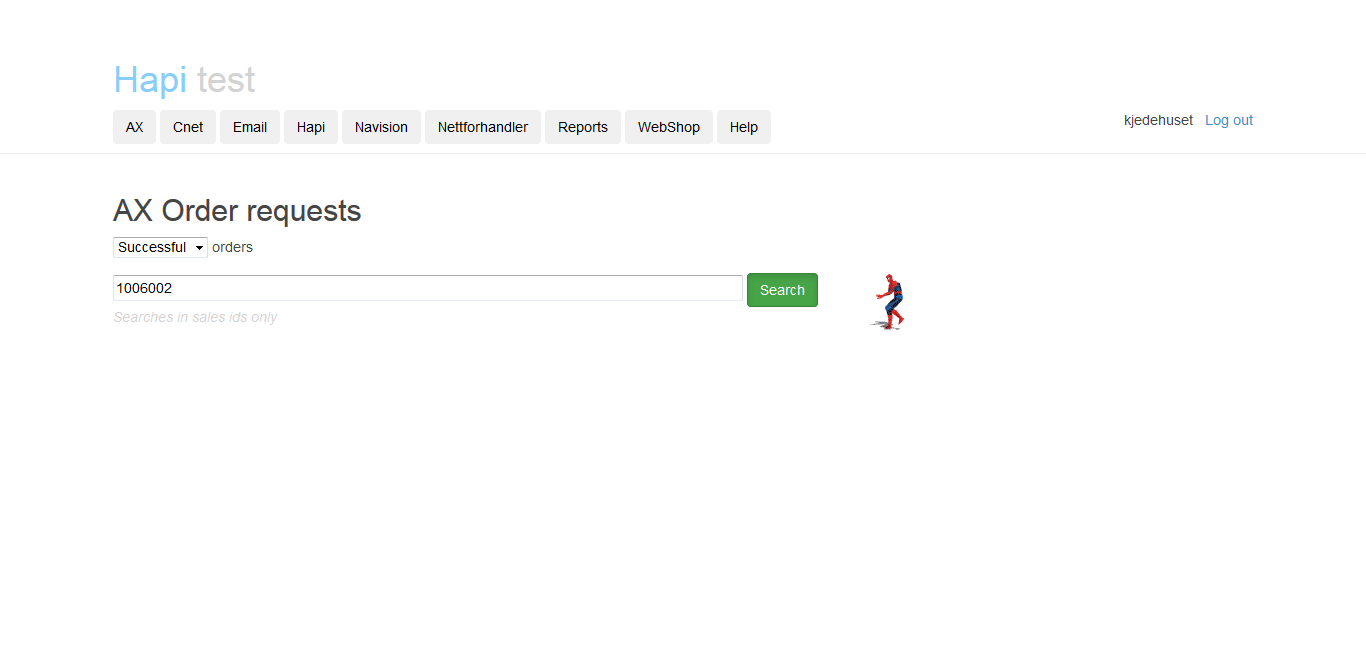 Hapi test
AX Cnet Email Hapi Navision Nettforhandler Reports WebShop Help kjedehuset Log out
AX Order requests
Successful orders
1006002 Search
Searches in sales ids only